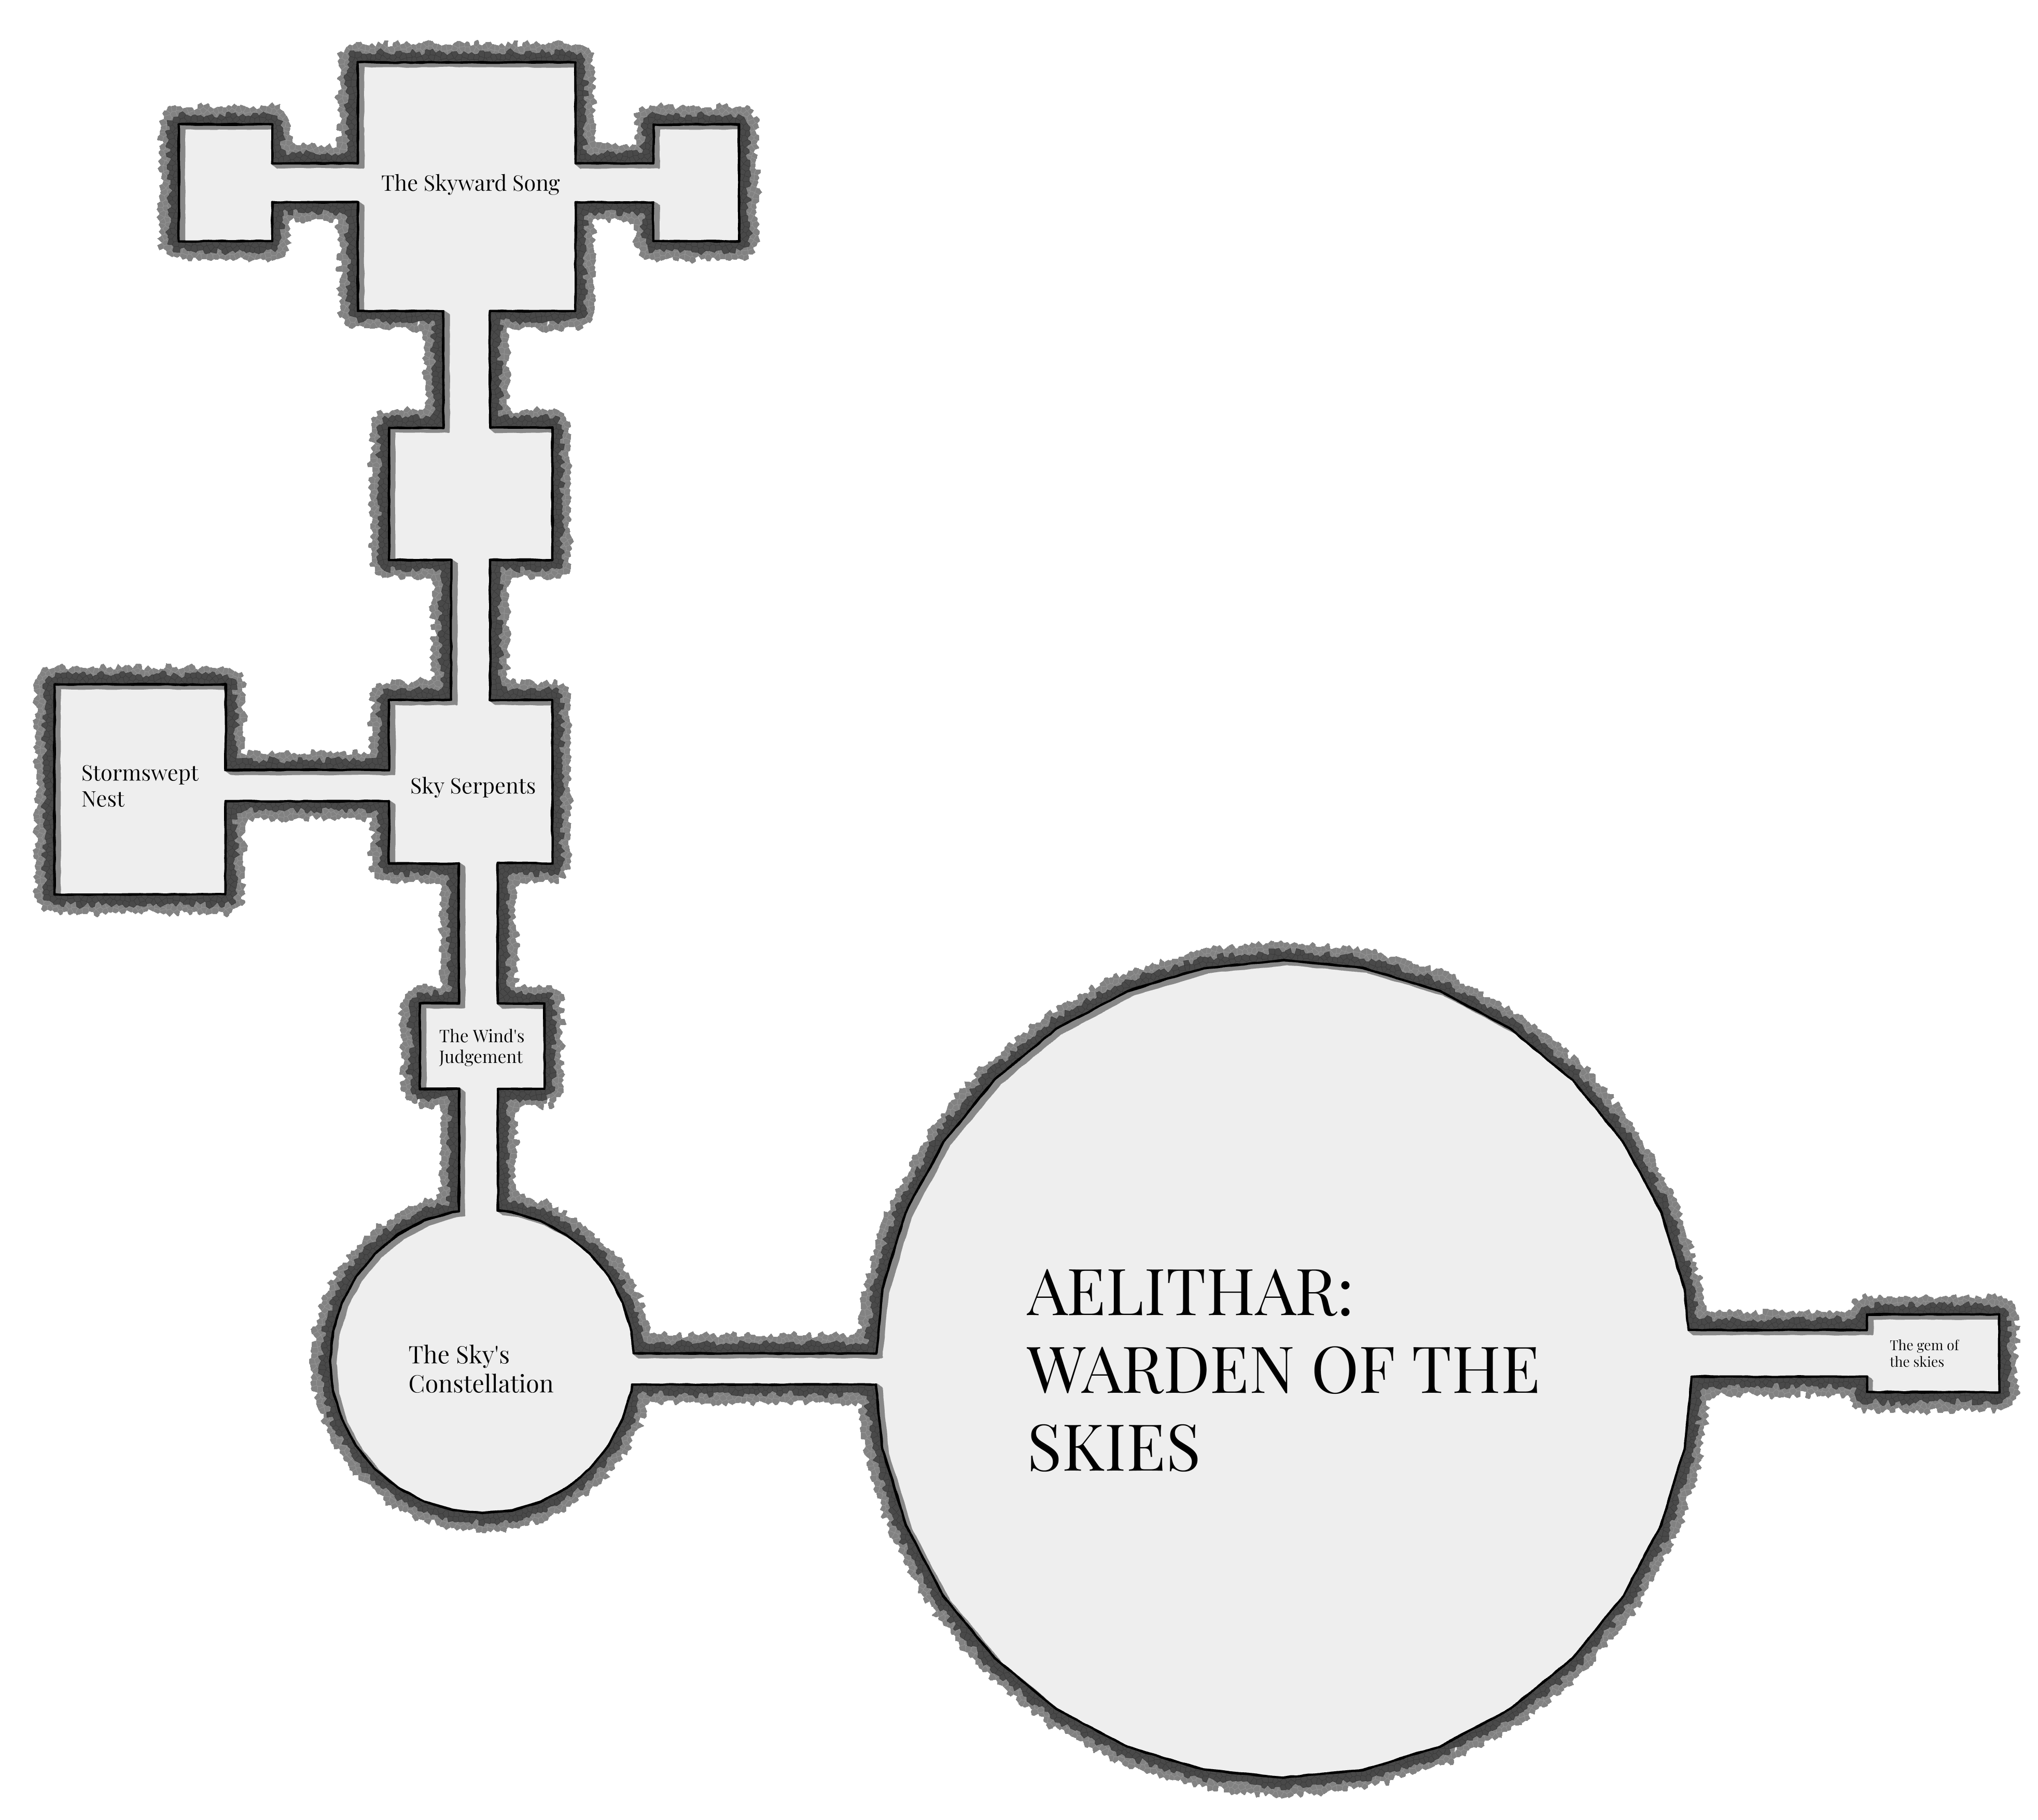 The Skyward Song
Stormswept
Nest
Sky Serpents
The Wind's
Judgement
The Sky's
Constellation
AELITHAR:
WARDEN OF THE
SKIES
The gem of
the skies